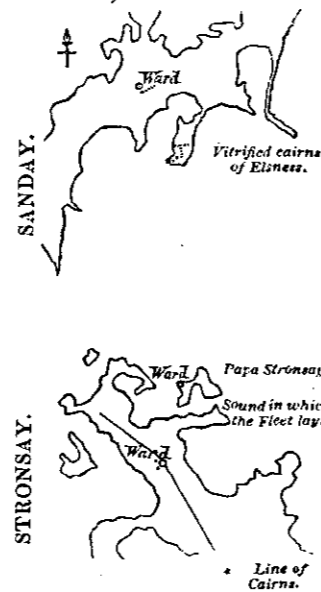 Ward
SANDAY.
Vitrified cairns
of Elsness.
Ward
Papa Stronsay
Sound in which
the Fleet lay
STRONSAY.
Ward
Line of
Cairns.